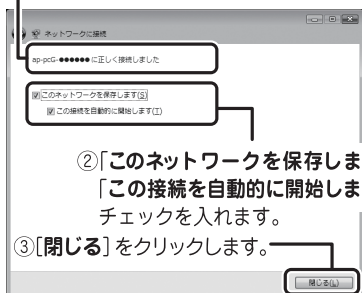 ネットワークに接続
ap-pcG-●●●●●● に正しく接続しました
このネットワークを保存します(S)
この接続を自動的に開始します(T)
②「このネットワークを保存しま
「この接続を自動的に開始しま
チェックを入れます。
③[閉じる]をクリックします。
閉じる(L)